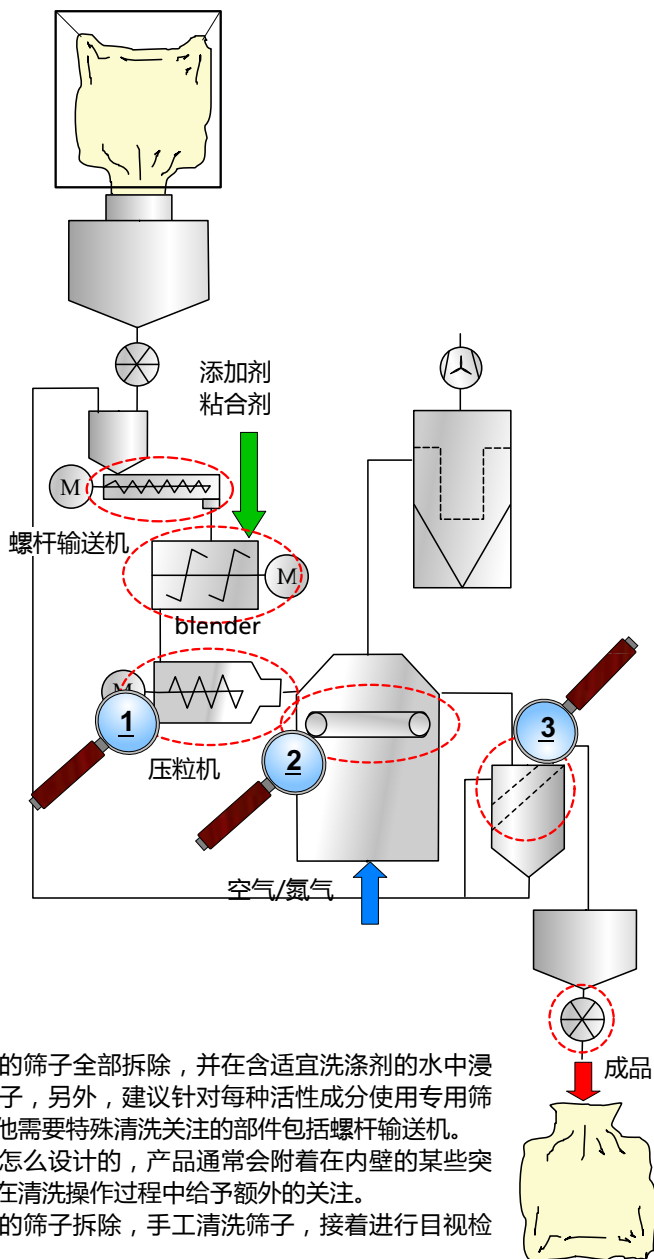 添加剂
粘合剂
M
螺杆输送机
M
blender
M
1
2
3
压粒机
空气/氮气
成品
的筛子全部拆除，并在含适宜洗涤剂的水中浸
子，另外，建议针对每种活性成分使用专用筛
他需要特殊清洗关注的部件包括螺杆输送机。
怎么设计的，产品通常会附着在内壁的某些突
在清洗操作过程中给予额外的关注。
的筛子拆除，手工清洗筛子，接着进行目视检